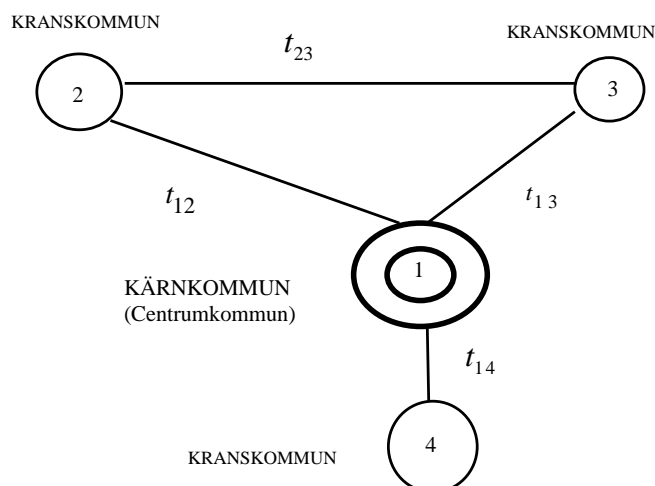 KRANSKOMMUN
KRANSKOMMUN
t23
2
3
t12
t13
1
KÄRNKOMMUN
(Centrumkommun)
t14
4
KRANSKOMMUN